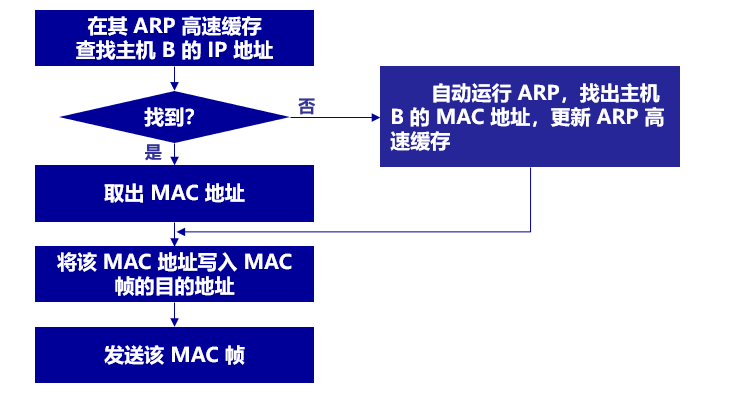 在其 ARP 高速缓存
查找主机 B 的 IP 地址
找到？
否
自动运行 ARP，找出主机
B 的 MAC 地址，更新 ARP 高
速缓存
是
取出 MAC 地址
将该 MAC 地址写入 MAC
帧的目的地址
发送该 MAC 帧